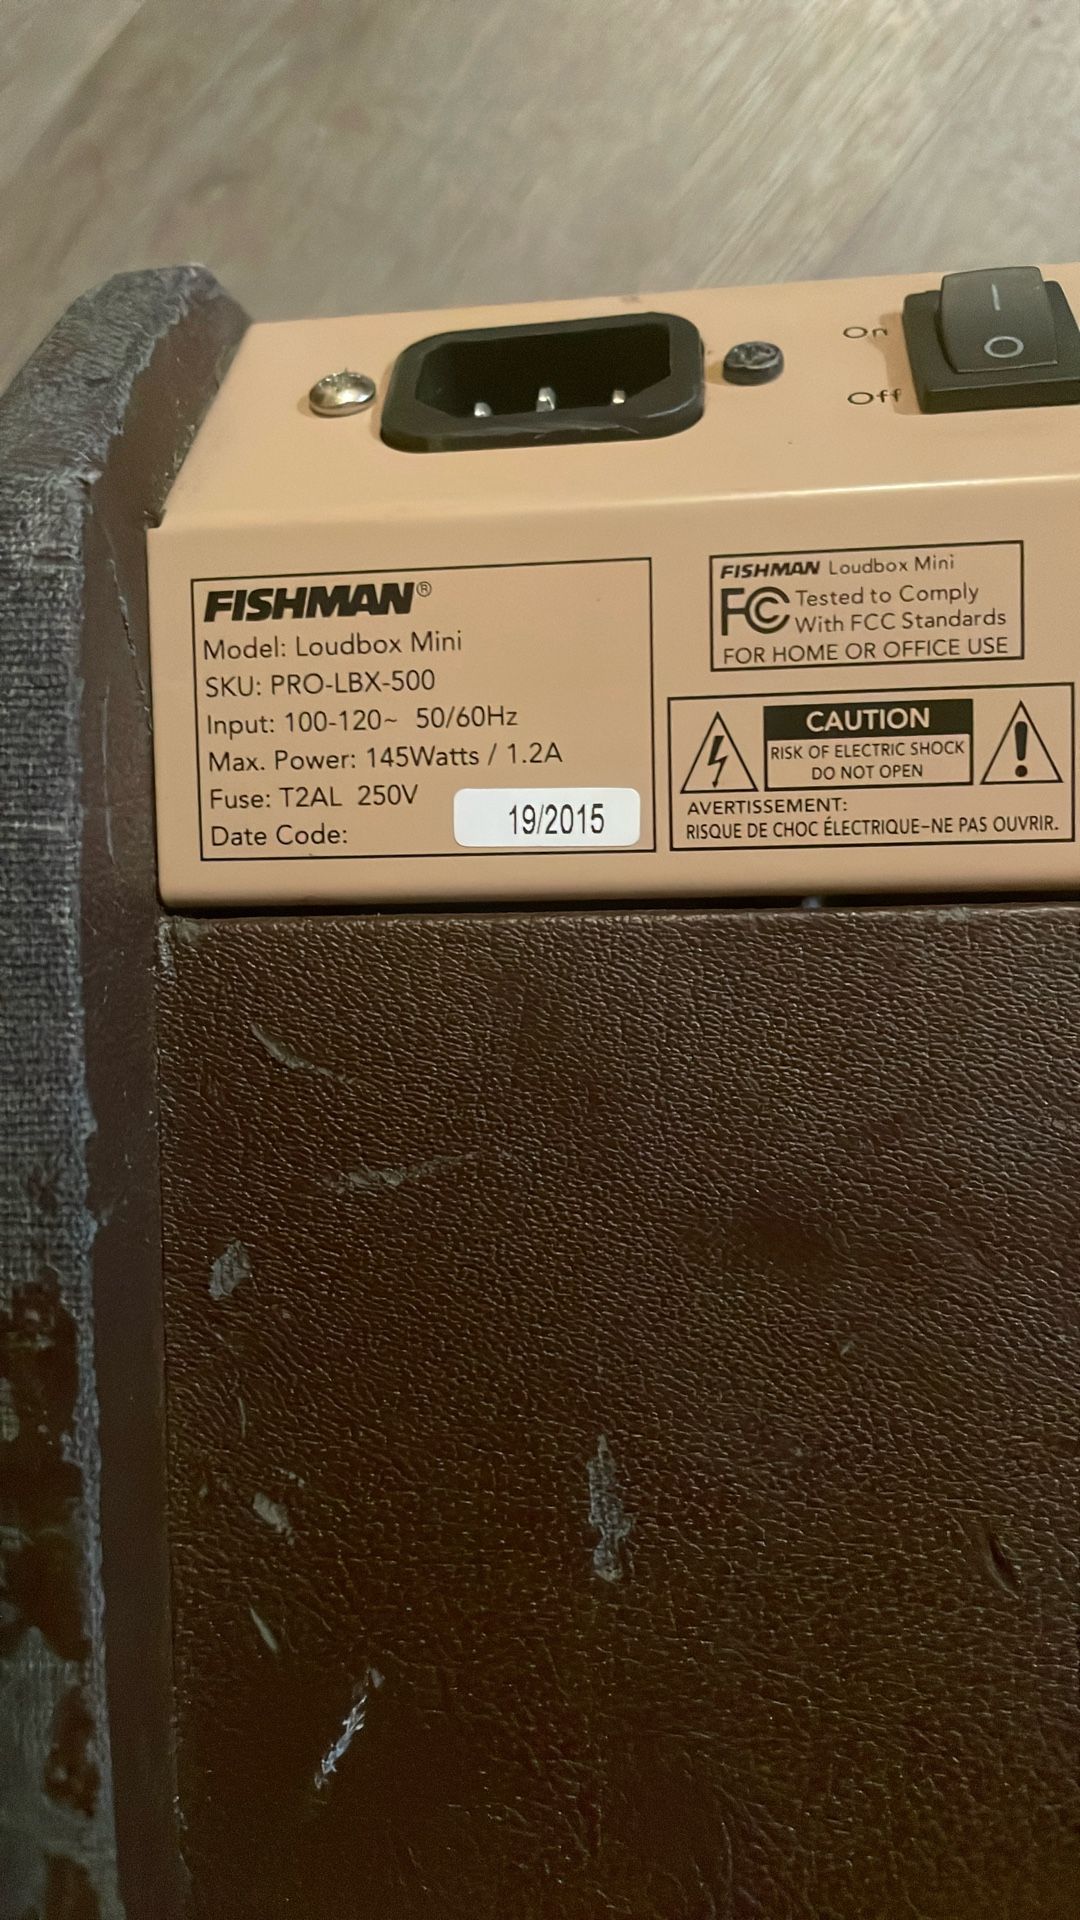 On
Off
FISHMAN®
Model: Loudbox Mini
SKU: PRO-LBX-500
Input: 100-120~ 50/60Hz
Max. Power: 145Watts / 1.2A
Fuse: T2AL 250V
Date Code: 19/2015
FISHMAN Loudbox Mini
FC Tested to Comply
With FCC Standards
FOR HOME OR OFFICE USE
CAUTION
RISK OF ELECTRIC SHOCK
DO NOT OPEN
AVERTISSEMENT:
RISQUE DE CHOC ÉLECTRIQUE–NE PAS OUVRIR.